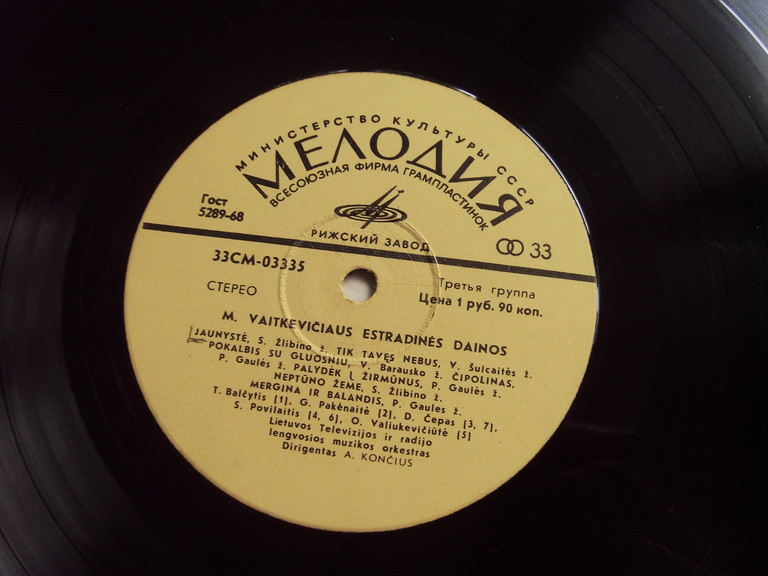 МИНИСТЕРСТВО КУЛЬТУРЫ СССР
МЕЛОДИЯ
ВСЕСОЮЗНАЯ ФИРМА ГРАМПЛАСТИНОК
Гост
5289-68
РИЖСКИЙ ЗАВОД
33
33СМ-03335
Третья группа
СТЕРЕО
Цена 1 руб. 90 коп.
M. VAITKEVIČIAUS ESTRADINĖS DAINOS
JAUNYSTĖ, S. Žlibino ž. TIK TAVĘS NEBUS, V. Šulcaitės ž.
POKALBIS SU GLUOSNIU, V. Barausko ž. ČIPOLINAS,
P. Gaulės ž. PALYDĖK Į ŽIRMŪNUS, P. Gaulės ž.
NEPTŪNO ŽEMĖ, S. Žlibino ž.
MERGINA IR BALANDIS, P. Gaulės ž.
T. Balčytis [1], G. Pakėnaitė [2], D. Čepas [3, 7],
S. Povilaitis [4, 6], O. Valiukevičiūtė [5]
Lietuvos Televizijos ir radijo
lengvosios muzikos orkestras
Dirigentas A. KONČIUS